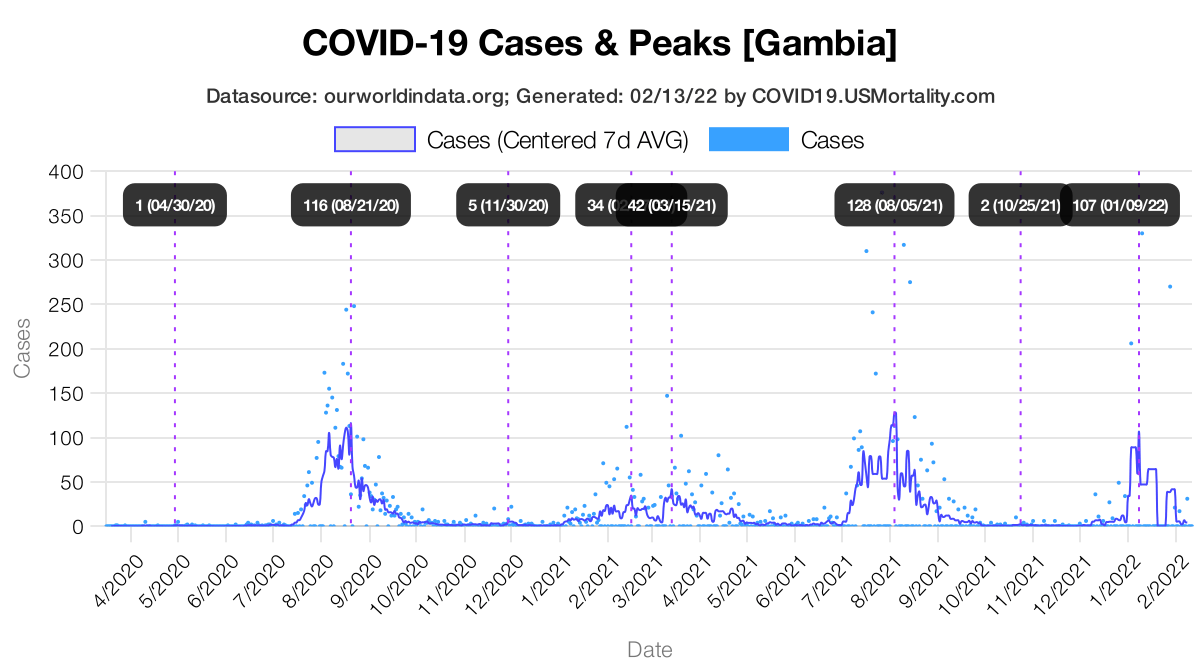 COVID-19 Cases & Peaks [Gambia]
Datasource: ourworldindata.org; Generated: 02/13/22 by COVID19.USMortality.com
Cases (Centered 7d AVG) Cases
400
350
300
250
200
150
100
50
0
Cases
1 (04/30/20) 116 (08/21/20) 5 (11/30/20) 34 42 (03/15/21) 128 (08/05/21) 2 (10/25/21) 107 (01/09/22)
4/2020 5/2020 6/2020 7/2020 8/2020 9/2020 10/2020 11/2020 12/2020 1/2021 2/2021 3/2021 4/2021 5/2021 6/2021 7/2021 8/2021 9/2021 10/2021 11/2021 12/2021 1/2022 2/2022
Date